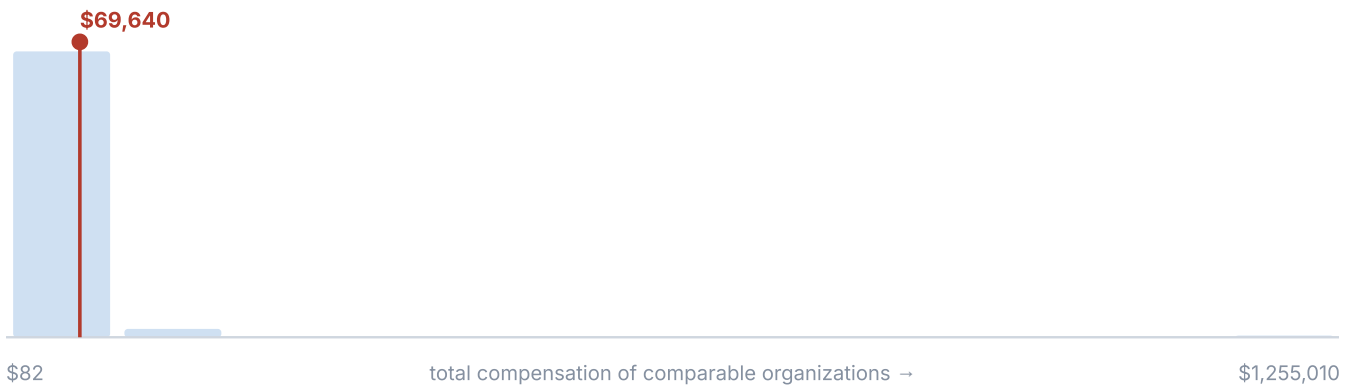 $69,640
$82 total compensation of comparable organizations → $1,255,010